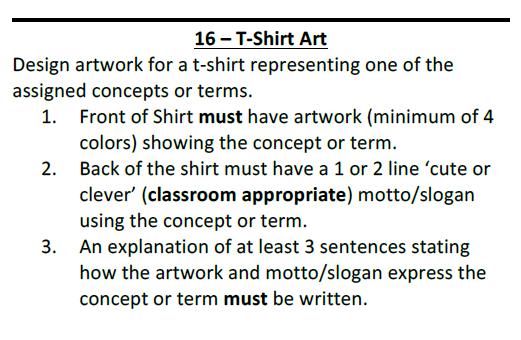 16 – T-Shirt Art
Design artwork for a t-shirt representing one of the
assigned concepts or terms.
1. Front of Shirt must have artwork (minimum of 4
colors) showing the concept or term.
2. Back of the shirt must have a 1 or 2 line ‘cute or
clever’ (classroom appropriate) motto/slogan
using the concept or term.
3. An explanation of at least 3 sentences stating
how the artwork and motto/slogan express the
concept or term must be written.